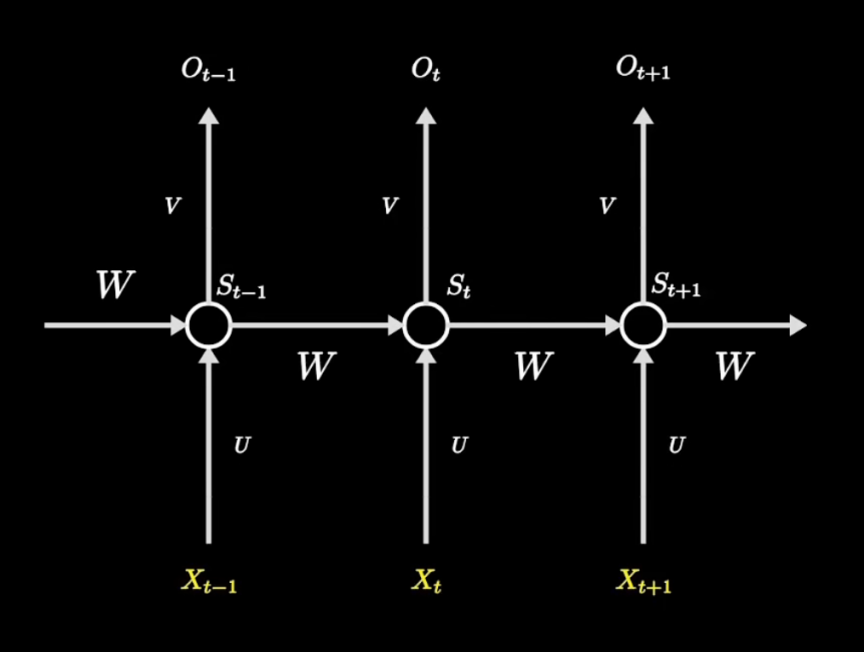 O_{t-1} O_t O_{t+1}
V V V
W S_{t-1} S_t S_{t+1}
W W W
U U U
X_{t-1} X_t X_{t+1}